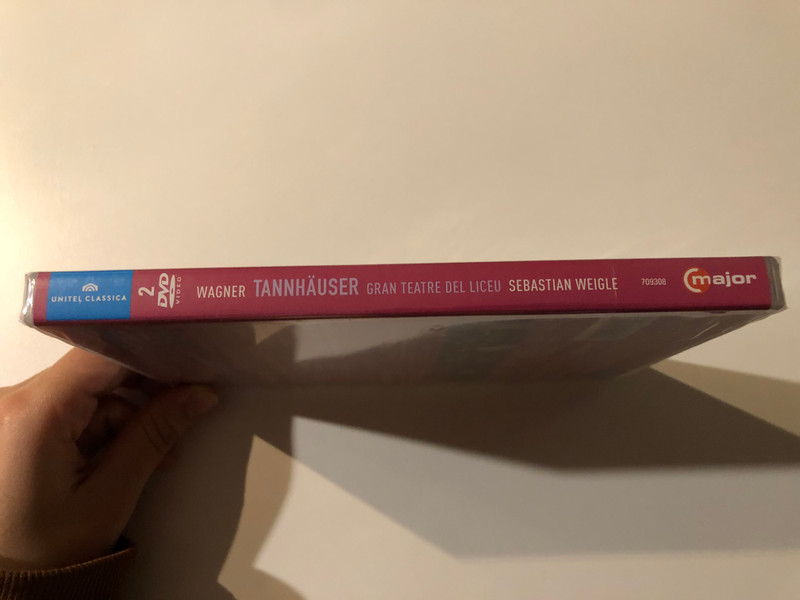 UNITEL CLASSICA
2
DVD
VIDEO
WAGNER TANNHÄUSER GRAN TEATRE DEL LICEU SEBASTIAN WEIGLE
709308
C major